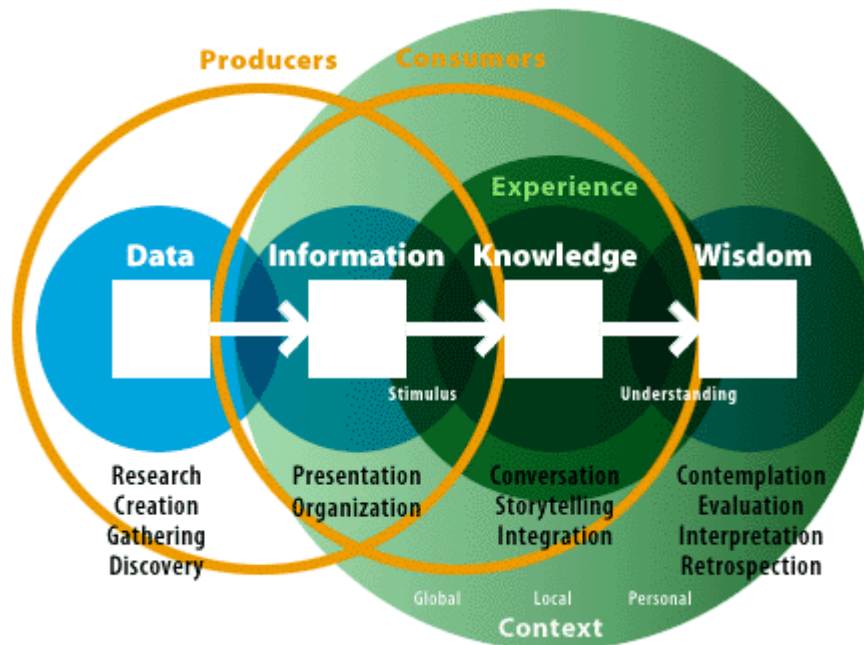 Producers Consumers
Experience
Data Information Knowledge Wisdom
Stimulus Understanding
Research
Creation
Gathering
Discovery
Presentation
Organization
Conversation
Storytelling
Integration
Contemplation
Evaluation
Interpretation
Retrospection
Global Local Personal
Context